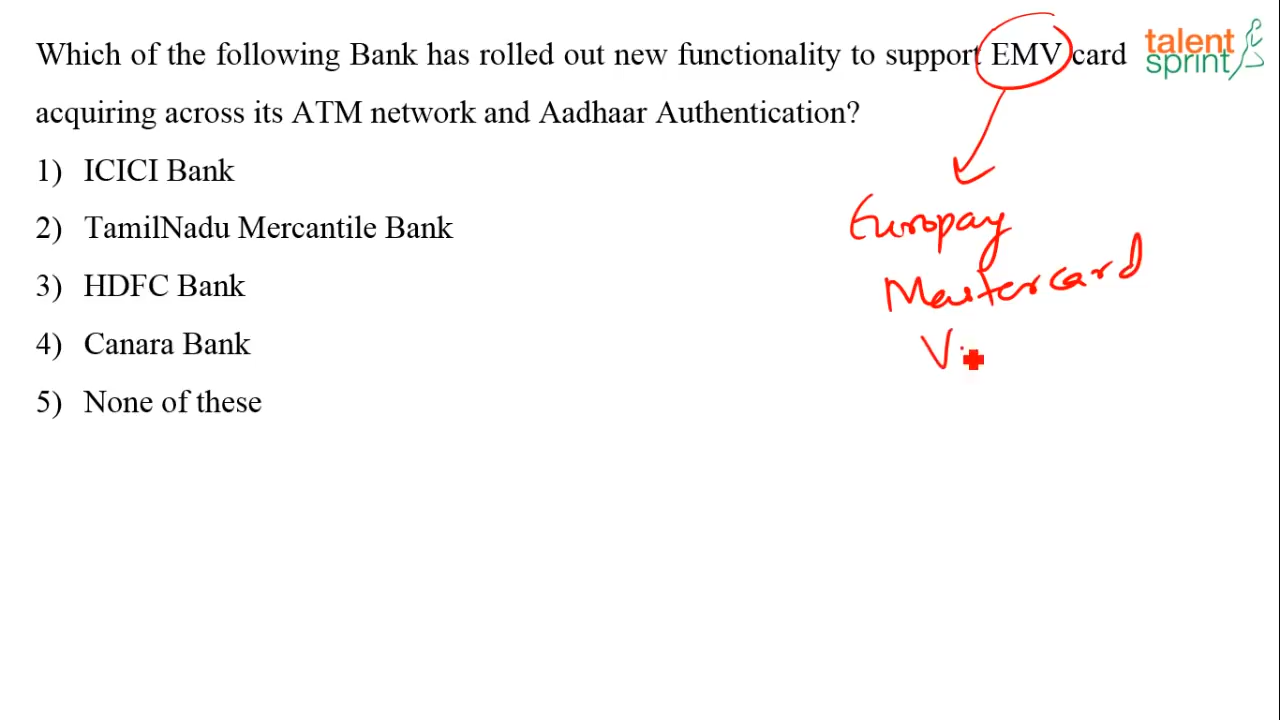 Which of the following Bank has rolled out new functionality to support EMV card
talent
sprint
acquiring across its ATM network and Aadhaar Authentication?
1) ICICI Bank
2) TamilNadu Mercantile Bank
3) HDFC Bank
4) Canara Bank
5) None of these
Europay
Mastercard
Vi